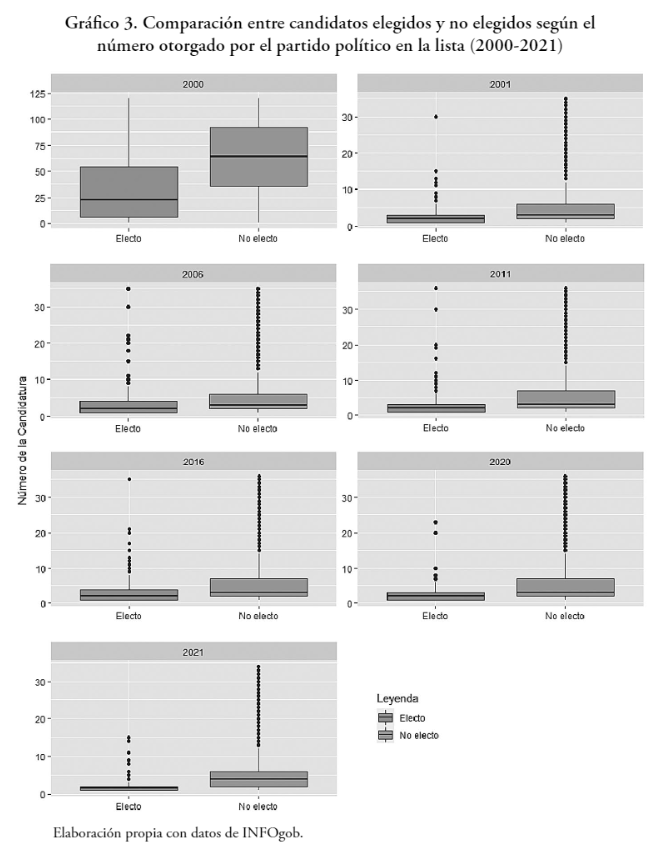 Gráfico 3. Comparación entre candidatos elegidos y no elegidos según el
número otorgado por el partido político en la lista (2000-2021)
Número de la Candidatura
2000
125
100
75
50
25
0
Electo No electo
2001
30
20
10
0
Electo No electo
2006
30
20
10
0
Electo No electo
2011
30
20
10
0
Electo No electo
2016
30
20
10
0
Electo No electo
2020
30
20
10
0
Electo No electo
2021
30
20
10
0
Electo No electo
Leyenda
Electo
No electo
Elaboración propia con datos de INFOgob.